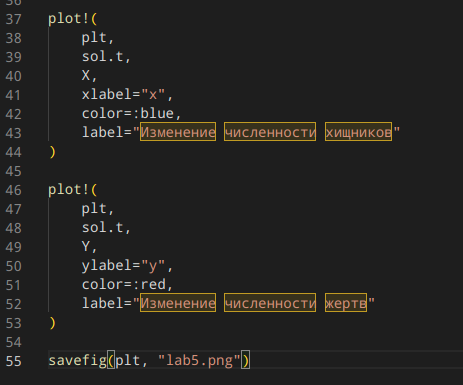 36
37 plot!(
38 plt,
39 sol.t,
40 X,
41 xlabel="x",
42 color=:blue,
43 label="Изменение численности хищников"
44 )
45
46 plot!(
47 plt,
48 sol.t,
49 Y,
50 ylabel="y",
51 color=:red,
52 label="Изменение численности жертв"
53 )
54
55 savefig(plt, "lab5.png")